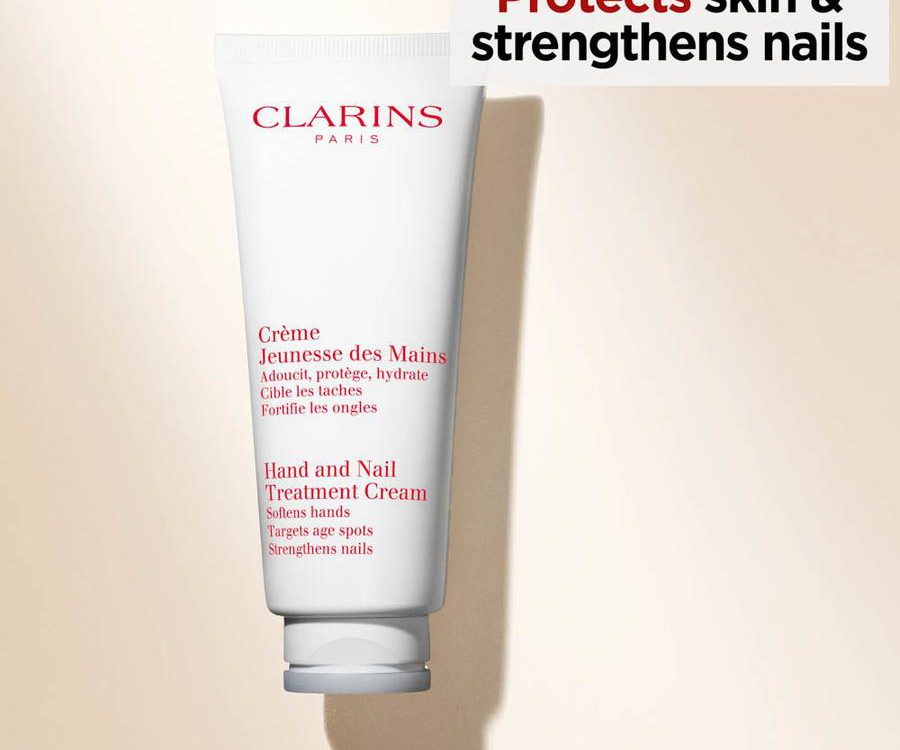 Protects skin &
strengthens nails
CLARINS
PARIS
Crème
Jeunesse des Mains
Adoucit, protège, hydrate
Cible les taches
Fortifie les ongles
Hand and Nail
Treatment Cream
Softens hands
Targets age spots
Strengthens nails